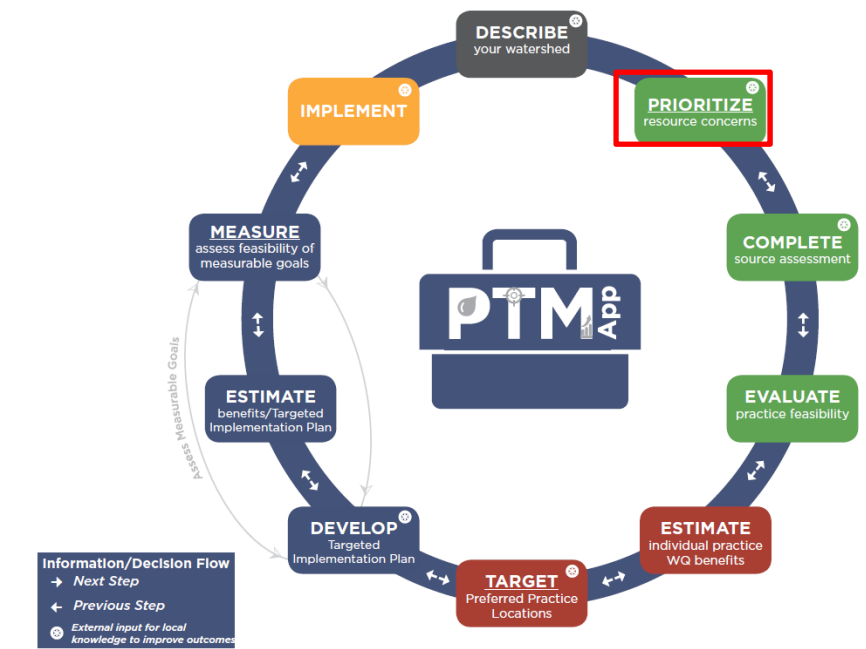 DESCRIBE
your watershed
PRIORITIZE
resource concerns
COMPLETE
source assessment
EVALUATE
practice feasibility
ESTIMATE
individual practice
WQ benefits
TARGET
Preferred Practice
Locations
DEVELOP
Targeted
Implementation Plan
ESTIMATE
benefits/Targeted
Implementation Plan
MEASURE
assess feasibility of
measurable goals
IMPLEMENT
Assess Measurable Goals
PTM
App
Information/Decision Flow
Next Step
Previous Step
External input for local
knowledge to improve outcomes